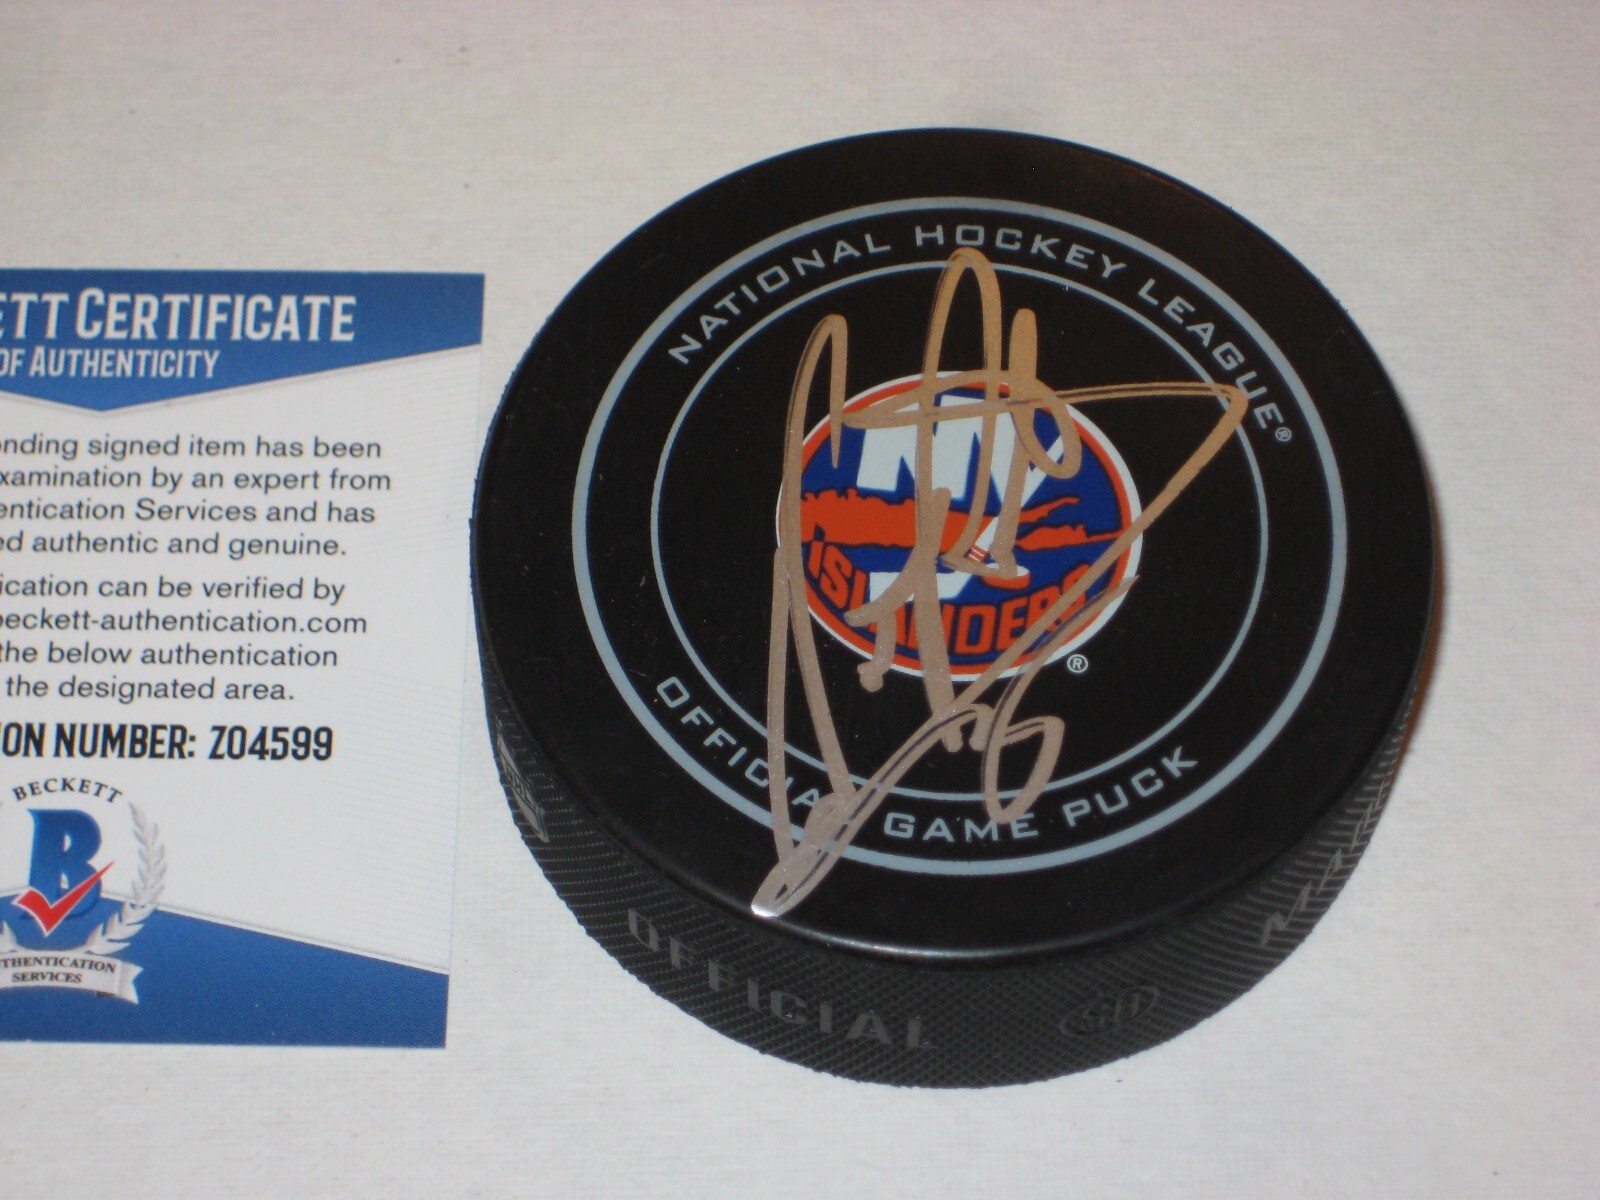 ETT CERTIFICATE
OF AUTHENTICITY
onding signed item has been
xamination by an expert from
entication Services and has
ed authentic and genuine.
ication can be verified by
beckett-authentication.com
the below authentication
the designated area.
ON NUMBER: Z04599
BECKETT
B
THENTICATION
SERVICES
NATIONAL HOCKEY LEAGUE®
NY
ISLANDERS
®
OFFICIAL GAME PUCK
OFFICIAL